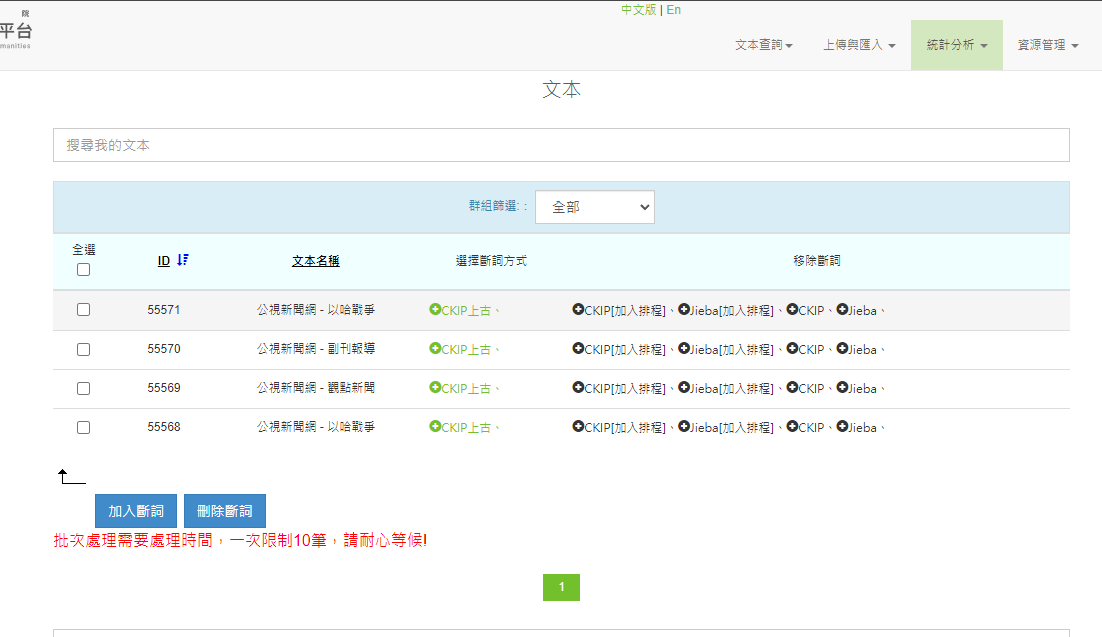 院
平台
manities
中文版 | En
文本查詢 上傳與匯入 統計分析 資源管理
文本
搜尋我的文本
群組篩選: : 全部
全選 ID 文本名稱 選擇斷詞方式 移除斷詞
55571 公視新聞網 - 以哈戰爭 CKIP上古、 CKIP[加入排程]、Jieba[加入排程]、CKIP、Jieba、
55570 公視新聞網 - 副刊報導 CKIP上古、 CKIP[加入排程]、Jieba[加入排程]、CKIP、Jieba、
55569 公視新聞網 - 觀點新聞 CKIP上古、 CKIP[加入排程]、Jieba[加入排程]、CKIP、Jieba、
55568 公視新聞網 - 以哈戰爭 CKIP上古、 CKIP[加入排程]、Jieba[加入排程]、CKIP、Jieba、
加入斷詞 刪除斷詞
批次處理需要處理時間，一次限制10筆，請耐心等候!
1